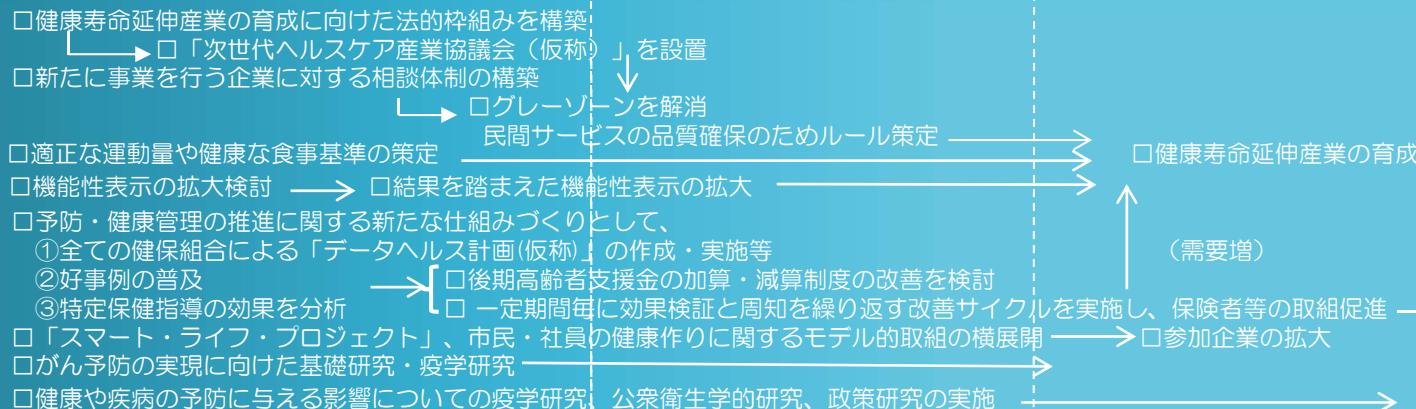 □健康寿命延伸産業の育成に向けた法的枠組みを構築
□「次世代ヘルスケア産業協議会（仮称）」を設置
□新たに事業を行う企業に対する相談体制の構築
□グレーゾーンを解消
民間サービスの品質確保のためルール策定
□適正な運動量や健康な食事基準の策定
□健康寿命延伸産業の育成
□機能性表示の拡大検討
□結果を踏まえた機能性表示の拡大
□予防・健康管理の推進に関する新たな仕組みづくりとして、
①全ての健保組合による「データヘルス計画(仮称)」の作成・実施等
（需要増）
②好事例の普及
□後期高齢者支援金の加算・減算制度の改善を検討
③特定保健指導の効果を分析
□ 一定期間毎に効果検証と周知を繰り返す改善サイクルを実施し、保険者等の取組促進
□「スマート・ライフ・プロジェクト」、市民・社員の健康作りに関するモデル的取組の横展開
□参加企業の拡大
□がん予防の実現に向けた基礎研究・疫学研究
□健康や疾病の予防に与える影響についての疫学研究、公衆衛生学的研究、政策研究の実施